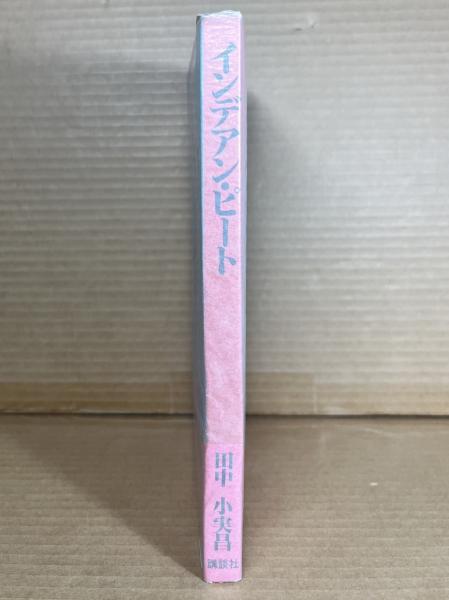 インデアン・ピート
田中 小実昌
講談社